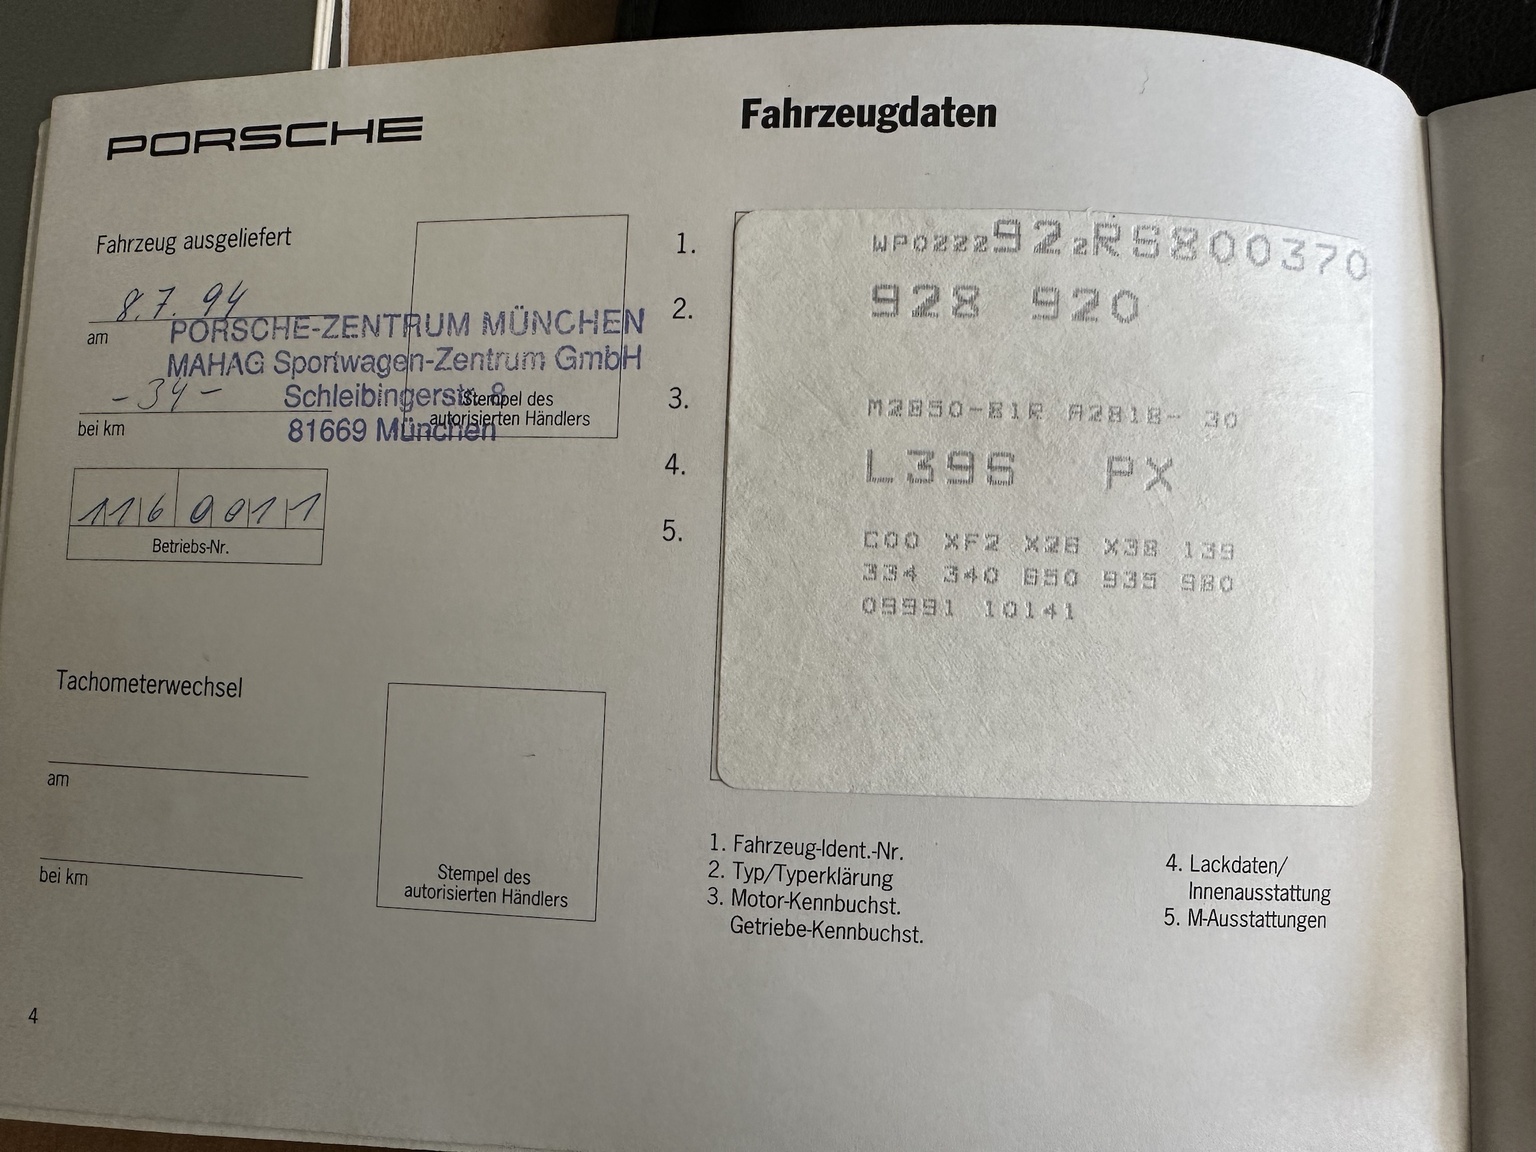 PORSCHE
Fahrzeugdaten
Fahrzeug ausgeliefert
8.7.94
am
PORSCHE-ZENTRUM MÜNCHEN
MAHAG Sportwagen-Zentrum GmbH
Schleibingerstr. 8
81669 München
- 34 -
bei km
Stempel des
autorisierten Händlers
116 0011
Betriebs-Nr.
Tachometerwechsel
am
bei km
Stempel des
autorisierten Händlers
1. WP0ZZZ92ZRS800370
2. 928 920
3. M2850-81R A2818- 30
4. L39S PX
5. C00 XF2 X26 X38 139
334 340 650 935 980
09991 10141
1. Fahrzeug-Ident.-Nr.
2. Typ/Typerklärung
3. Motor-Kennbuchst.
Getriebe-Kennbuchst.
4. Lackdaten/
Innenausstattung
5. M-Ausstattungen
4